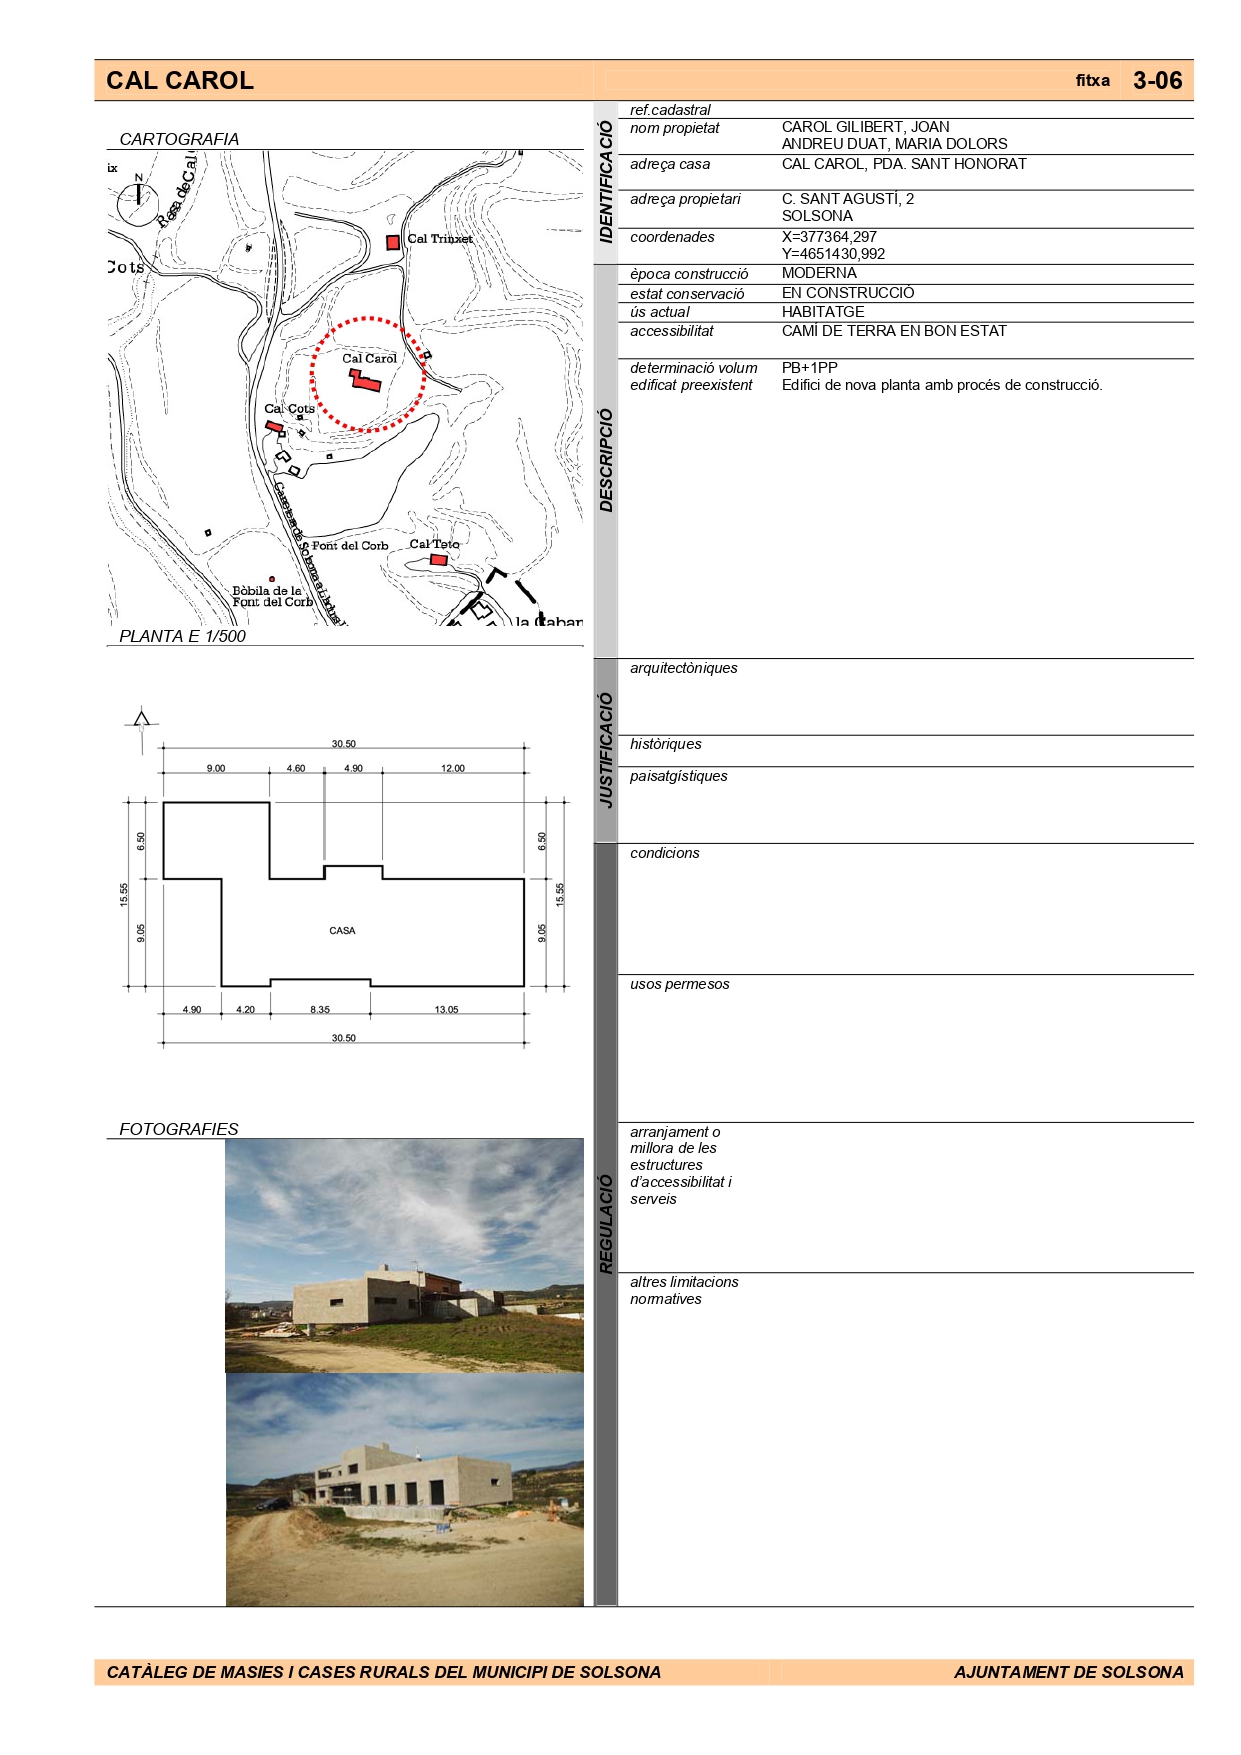 CAL CAROL
fitxa 3-06
CARTOGRAFIA
ix
N
Rasa de Cal
Cots
Cal Trinxet
Cal Carol
Cal Cots
Font del Corb
Cal Teto
Bòbila de la
Font del Corb
Carretera de Solsona a
la Caban
PLANTA E 1/500
30.50
9.00 4.60 4.90 12.00
6.50 6.50
15.55 15.55
9.05 9.05
CASA
4.90 4.20 8.35 13.05
30.50
FOTOGRAFIES
IDENTIFICACIÓ
ref.cadastral
nom propietat CAROL GILIBERT, JOAN
ANDREU DUAT, MARIA DOLORS
adreça casa CAL CAROL, PDA. SANT HONORAT
adreça propietari C. SANT AGUSTÍ, 2
SOLSONA
coordenades X=377364,297
Y=4651430,992
DESCRIPCIÓ
època construcció MODERNA
estat conservació EN CONSTRUCCIÓ
ús actual HABITATGE
accessibilitat CAMÍ DE TERRA EN BON ESTAT
determinació volum PB+1PP
edificat preexistent Edifici de nova planta amb procés de construcció.
JUSTIFICACIÓ
arquitectòniques
històriques
paisatgístiques
REGULACIÓ
condicions
usos permesos
arranjament o
millora de les
estructures
d'accessibilitat i
serveis
altres limitacions
normatives
CATÀLEG DE MASIES I CASES RURALS DEL MUNICIPI DE SOLSONA AJUNTAMENT DE SOLSONA